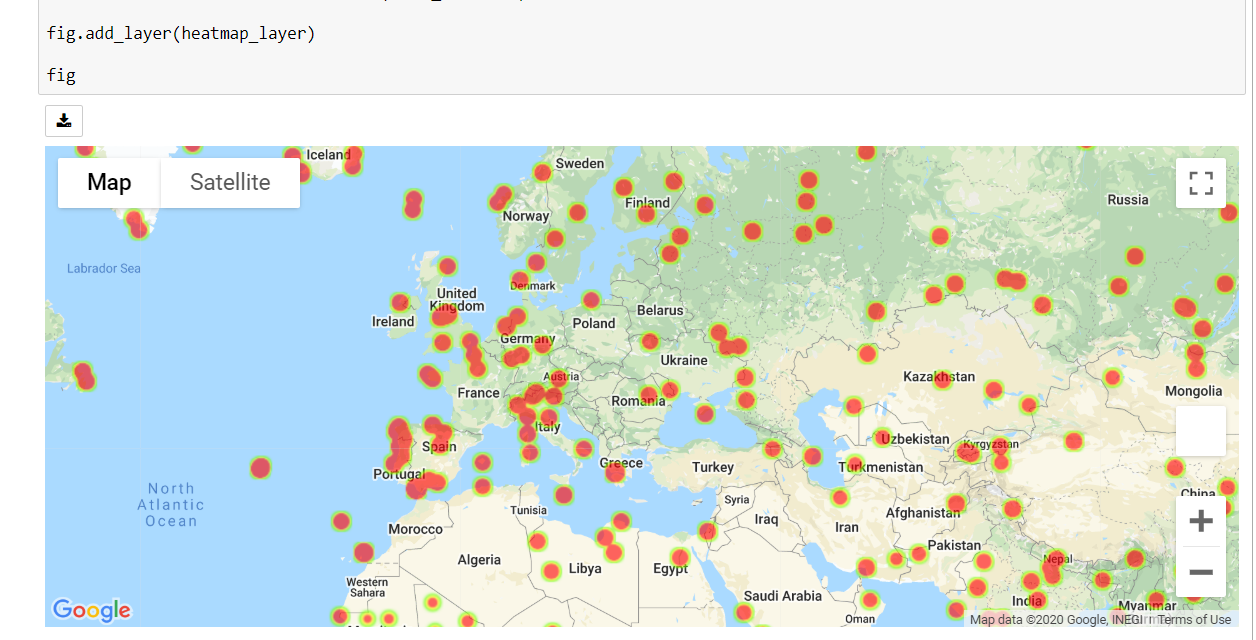 fig.add_layer(heatmap_layer)
fig
Map
Satellite
Iceland
Sweden
Finland
Norway
Russia
Labrador Sea
Denmark
United
Kingdom
Ireland
Belarus
Poland
Germany
Ukraine
Austria
Kazakhstan
Mongolia
France
Romania
Italy
Spain
Uzbekistan
Kyrgyzstan
Portugal
Greece
Turkey
Turkmenistan
China
North
Atlantic
Ocean
Tunisia
Syria
Afghanistan
Morocco
Iraq
Iran
Pakistan
Algeria
Libya
Egypt
Nepal
Western
Sahara
Saudi Arabia
India
Myanmar
Oman
Google
Map data ©2020 Google, INEGI
Terms of Use